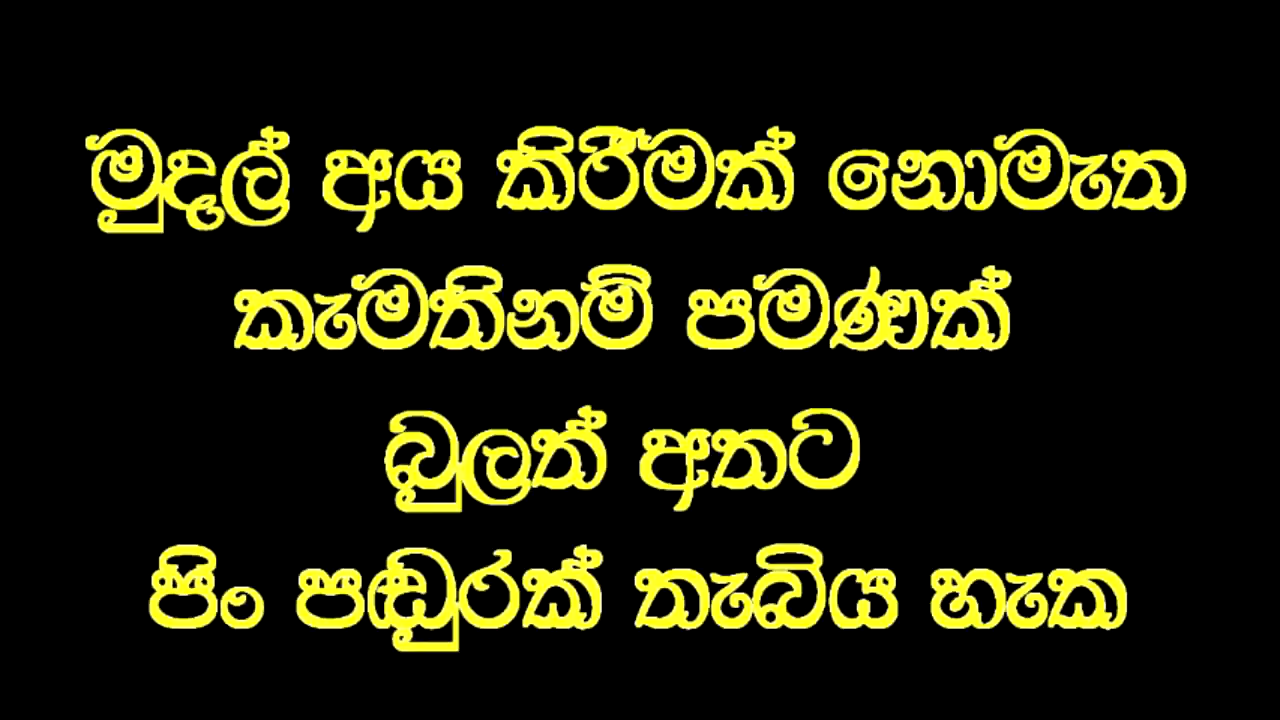 මුදල් අය කිරීමක් නොමැත
කැමතිනම් පමණක්
බුලත් අතට
පිං පඬුරක් තැබිය හැක